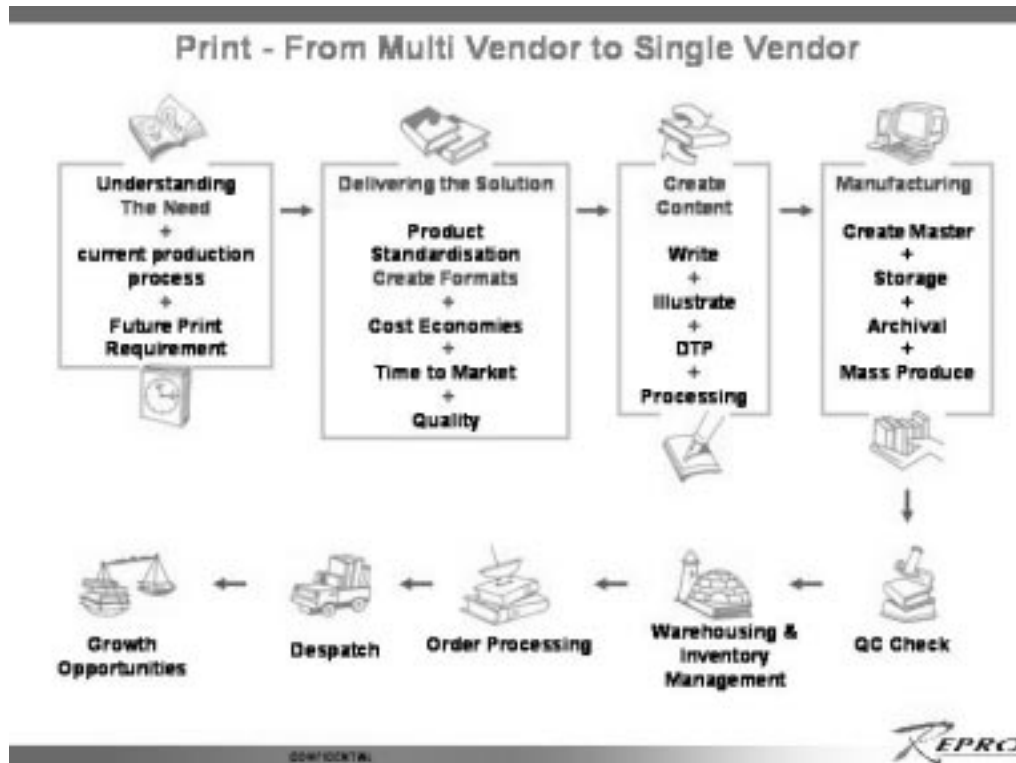 Print - From Multi Vendor to Single Vendor
Understanding
The Need
+
current production
process
+
Future Print
Requirement
Delivering the Solution
Product
Standardisation
Create Formats
+
Cost Economies
+
Time to Market
+
Quality
Create
Content
Write
+
Illustrate
+
DTP
+
Processing
Manufacturing
Create Master
+
Storage
+
Archival
+
Mass Produce
QC Check
Warehousing &
Inventory
Management
Order Processing
Despatch
Growth
Opportunities
CONFIDENTIAL
REPRO